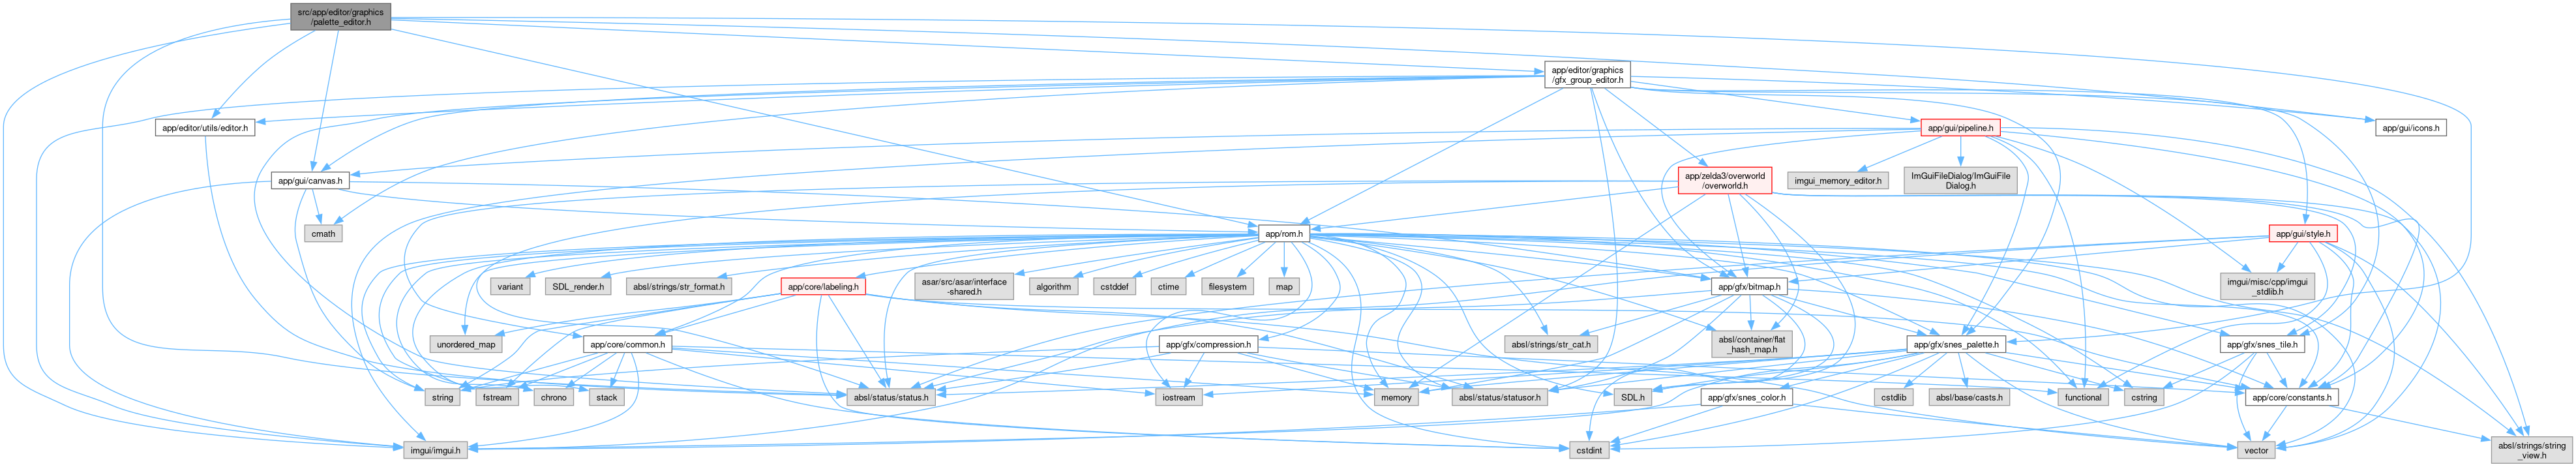 src/app/editor/graphics
/palette_editor.h
app/editor/graphics
/gfx_group_editor.h
app/editor/utils/editor.h
app/gui/pipeline.h
app/gui/icons.h
app/gui/canvas.h
app/zelda3/overworld
/overworld.h
imgui_memory_editor.h
ImGuiFileDialog/ImGuiFile
Dialog.h
cmath
app/rom.h
app/gui/style.h
variant
SDL_render.h
absl/strings/str_format.h
app/core/labeling.h
asar/src/asar/interface
-shared.h
algorithm
cstddef
ctime
filesystem
map
app/gfx/bitmap.h
imgui/misc/cpp/imgui
_stdlib.h
unordered_map
app/core/common.h
app/gfx/compression.h
absl/strings/str_cat.h
absl/container/flat
_hash_map.h
app/gfx/snes_palette.h
app/gfx/snes_tile.h
string
fstream
chrono
stack
absl/status/status.h
iostream
memory
absl/status/statusor.h
SDL.h
app/gfx/snes_color.h
cstdlib
absl/base/casts.h
functional
cstring
app/core/constants.h
imgui/imgui.h
cstdint
vector
absl/strings/string
_view.h